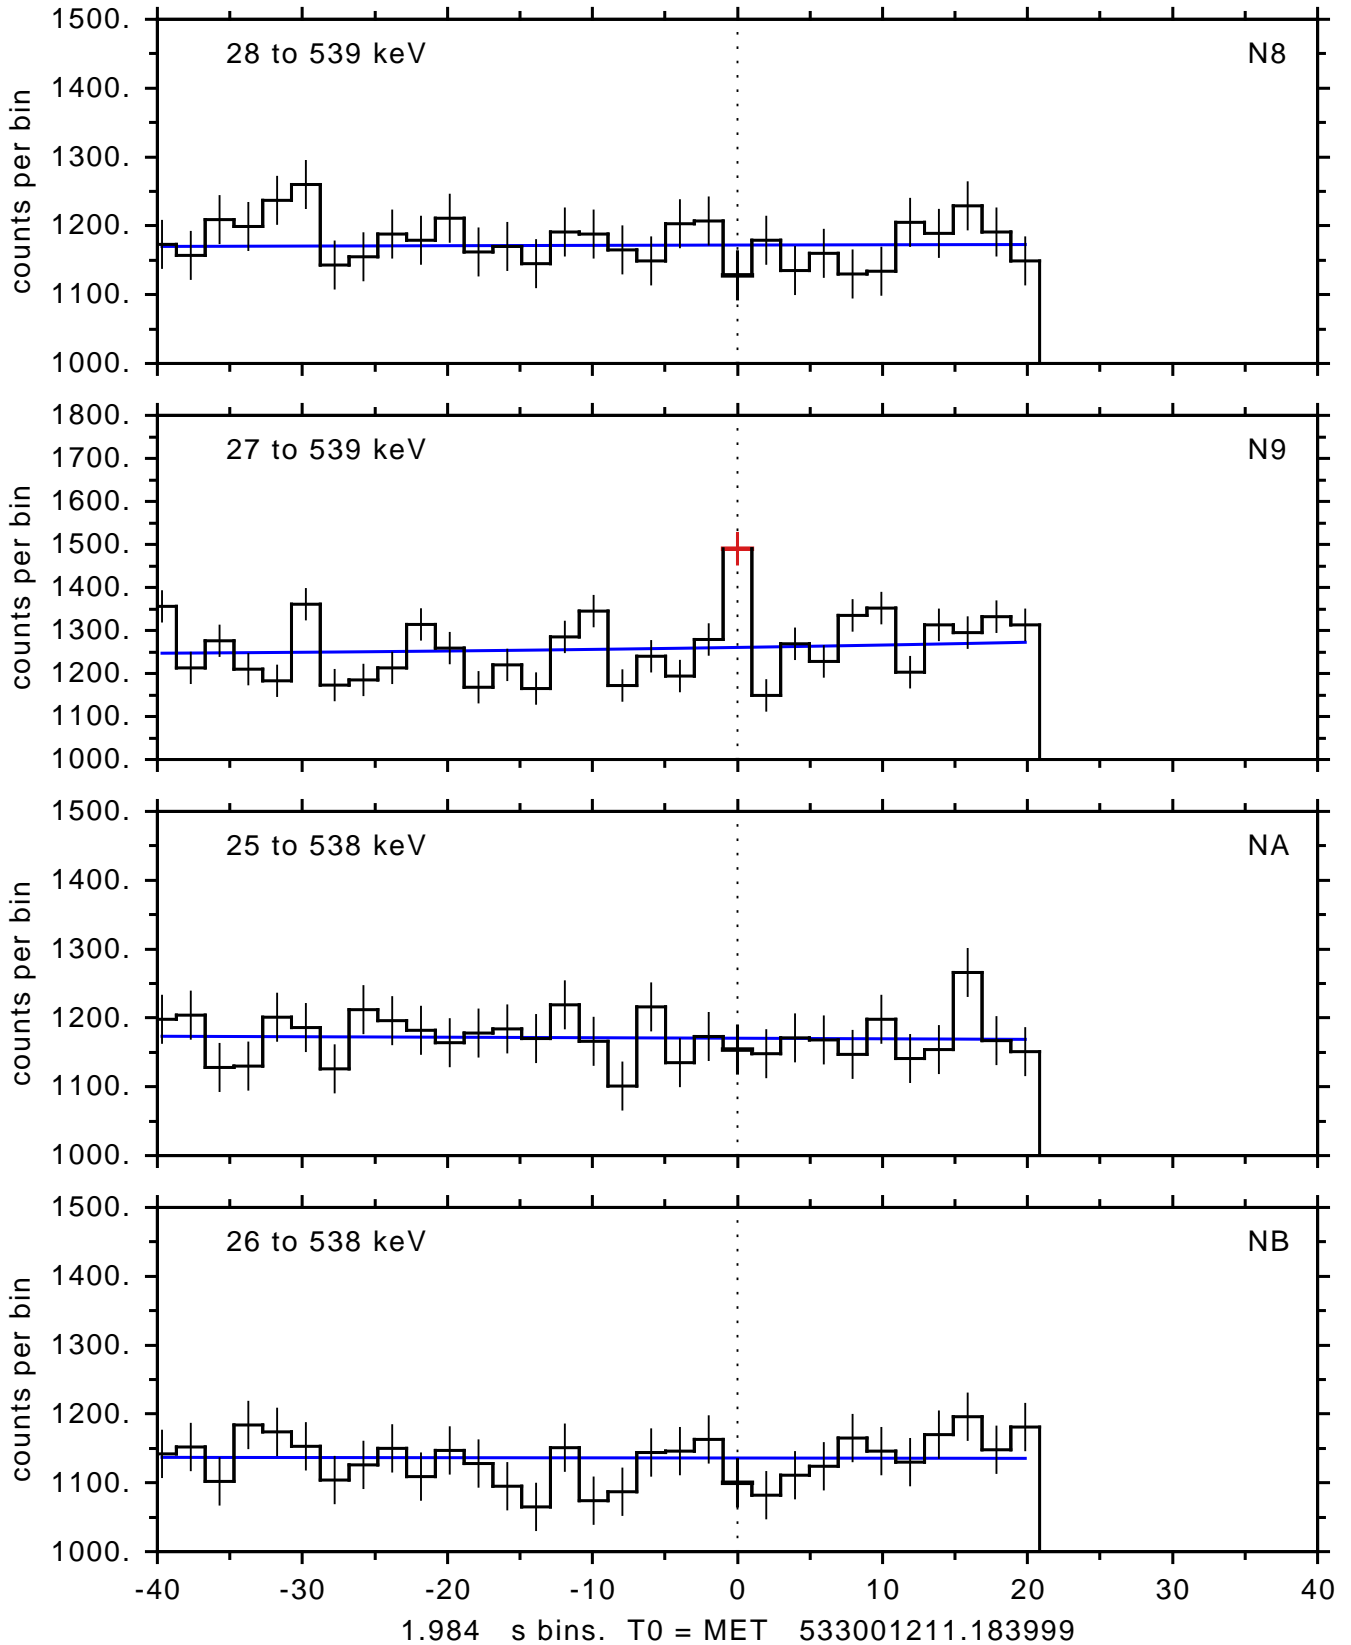 1500.
28 to 539 keV N8
1400.
1300.
1200.
1100.
1000.
counts per bin
1800.
27 to 539 keV N9
1700.
1600.
1500.
1400.
1300.
1200.
1100.
1000.
counts per bin
1500.
25 to 538 keV NA
1400.
1300.
1200.
1100.
1000.
counts per bin
1500.
26 to 538 keV NB
1400.
1300.
1200.
1100.
1000.
counts per bin
-40 -30 -20 -10 0 10 20 30 40
1.984 s bins. T0 = MET 533001211.183999